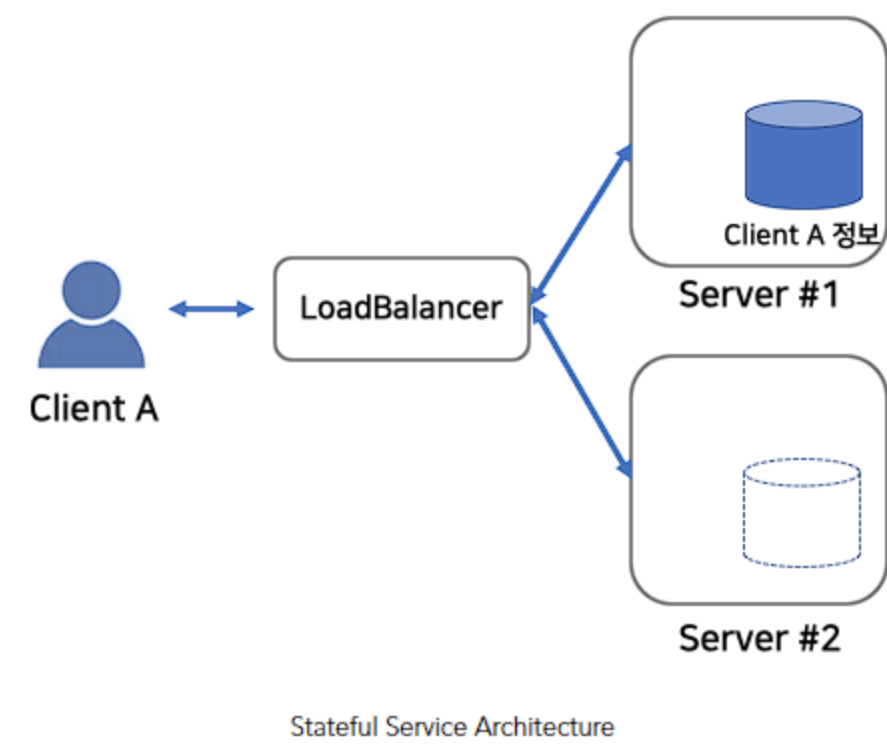 Client A 정보
Server #1
LoadBalancer
Client A
Server #2
Stateful Service Architecture